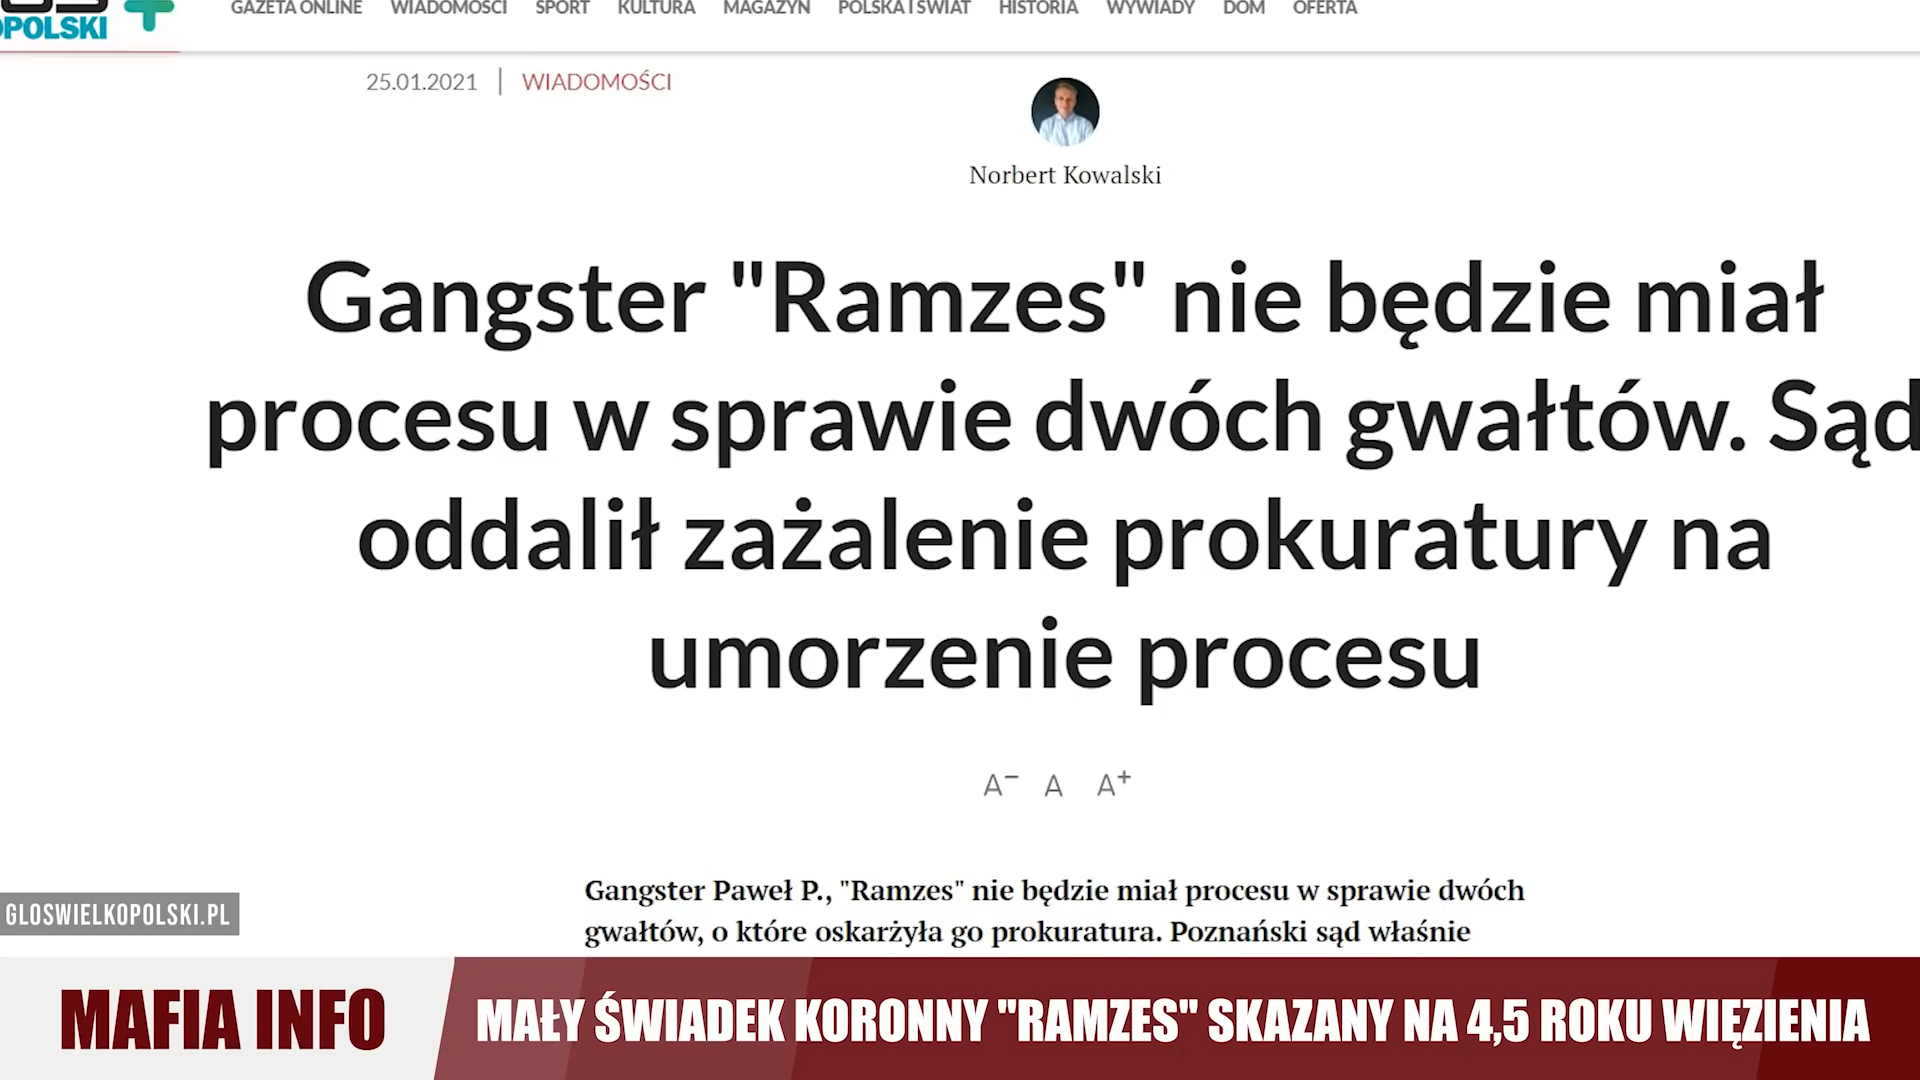 OPOLSKI
GAZETA ONLINE WIADOMOŚCI SPORT KULTURA MAGAZYN POLSKA I ŚWIAT HISTORIA WYWIADY DOM OFERTA
25.01.2021 | WIADOMOŚCI
Norbert Kowalski
Gangster "Ramzes" nie będzie miał
procesu w sprawie dwóch gwałtów. Sąd
oddalił zażalenie prokuratury na
umorzenie procesu
A− A A+
Gangster Paweł P., "Ramzes" nie będzie miał procesu w sprawie dwóch
gwałtów, o które oskarżyła go prokuratura. Poznański sąd właśnie
GLOSWIELKOPOLSKI.PL
MAFIA INFO
MAŁY ŚWIADEK KORONNY "RAMZES" SKAZANY NA 4,5 ROKU WIĘZIENIA